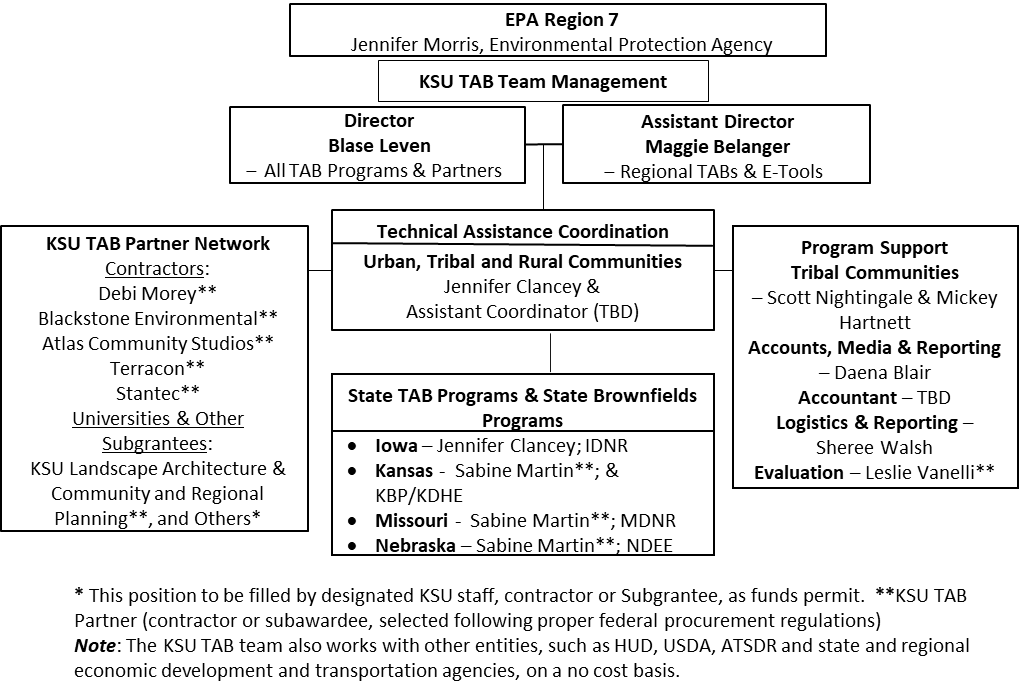 EPA Region 7
Jennifer Morris, Environmental Protection Agency
KSU TAB Team Management
Director
Blase Leven
– All TAB Programs & Partners
Assistant Director
Maggie Belanger
– Regional TABs & E-Tools
KSU TAB Partner Network
Contractors:
Debi Morey**
Blackstone Environmental**
Atlas Community Studios**
Terracon**
Stantec**
Universities & Other
Subgrantees:
KSU Landscape Architecture &
Community and Regional
Planning**, and Others*
Technical Assistance Coordination
Urban, Tribal and Rural Communities
Jennifer Clancey &
Assistant Coordinator (TBD)
State TAB Programs & State Brownfields
Programs
• Iowa – Jennifer Clancey; IDNR
• Kansas - Sabine Martin**; &
KBP/KDHE
• Missouri - Sabine Martin**; MDNR
• Nebraska – Sabine Martin**; NDEE
Program Support
Tribal Communities
– Scott Nightingale & Mickey
Hartnett
Accounts, Media & Reporting
– Daena Blair
Accountant – TBD
Logistics & Reporting –
Sheree Walsh
Evaluation – Leslie Vanelli**
* This position to be filled by designated KSU staff, contractor or Subgrantee, as funds permit. **KSU TAB
Partner (contractor or subawardee, selected following proper federal procurement regulations)
Note: The KSU TAB team also works with other entities, such as HUD, USDA, ATSDR and state and regional
economic development and transportation agencies, on a no cost basis.